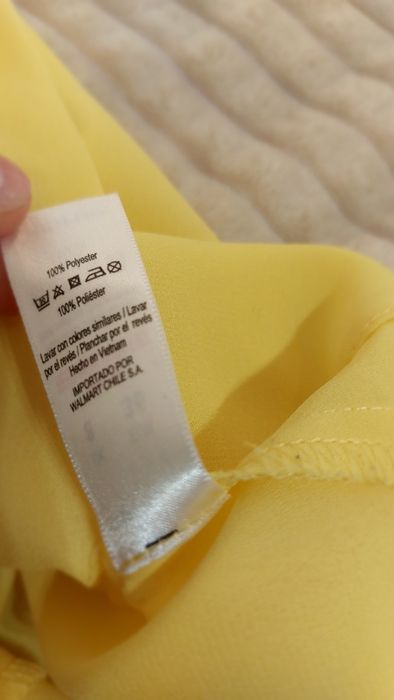 100% Polyester
100% Poliéster
Lavar con colores similares / Lavar
por el revés / Planchar por el revés
Hecho en Vietnam
IMPORTADO POR
WALMART CHILE S.A.